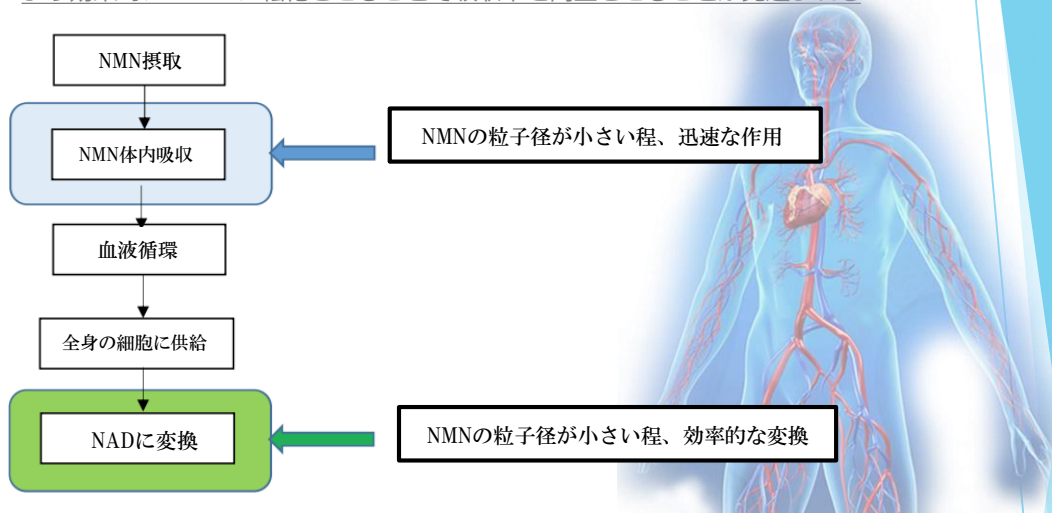 NMN摂取
NMN体内吸収
NMNの粒子径が小さい程、迅速な作用
血液循環
全身の細胞に供給
NADに変換
NMNの粒子径が小さい程、効率的な変換